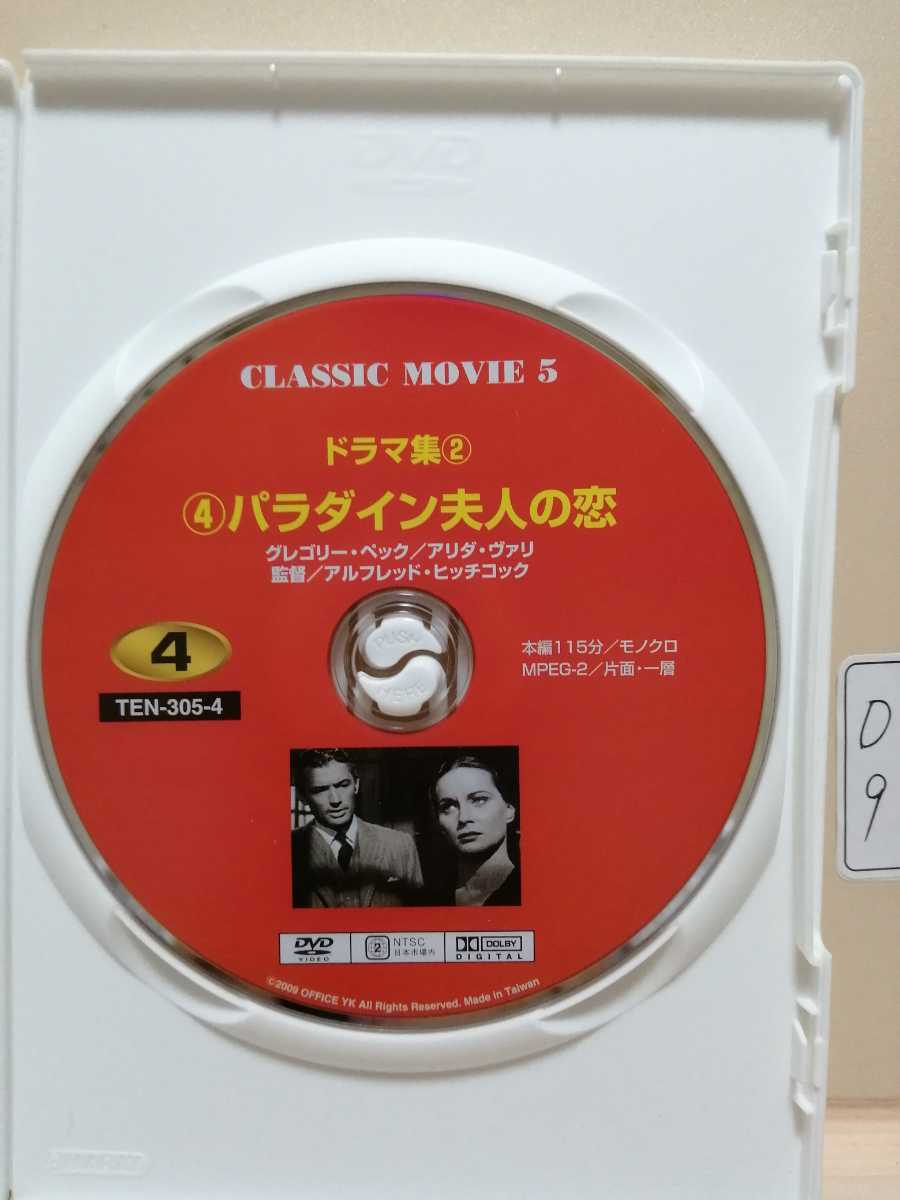 DVD
CLASSIC MOVIE 5
ドラマ集②
④パラダイン夫人の恋
グレゴリー・ペック／アリダ・ヴァリ
監督／アルフレッド・ヒッチコック
PUSH
HERE
4
TEN-305-4
本編115分／モノクロ
MPEG-2／片面・一層
D
9
DVD
VIDEO
2
NTSC
日本市場向
DOLBY
DIGITAL
©2009 OFFICE YK All Rights Reserved. Made in Taiwan